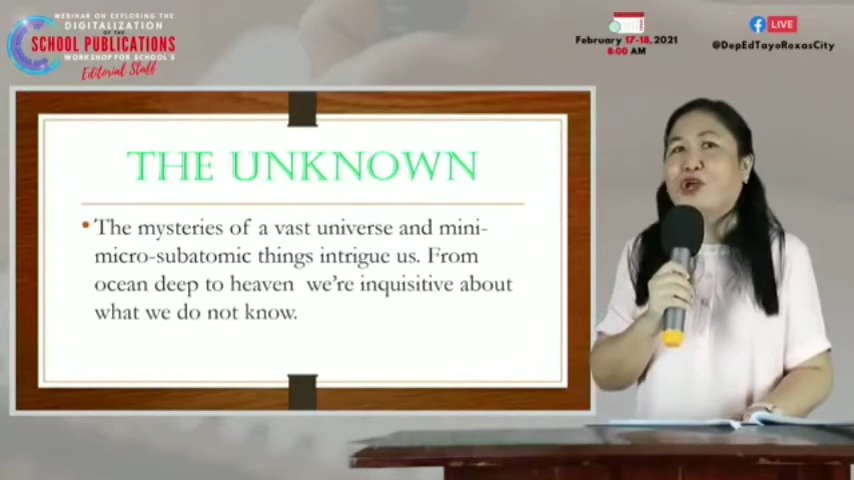 WEBINAR ON EXPLORING THE
DIGITALIZATION
OF THE
SCHOOL PUBLICATIONS
WORKSHOP FOR SCHOOL'S
Editorial Staff
February 17-18, 2021
8:00 AM
LIVE
@DepEdTayoRoxasCity
THE UNKNOWN
• The mysteries of a vast universe and mini-
micro-subatomic things intrigue us. From
ocean deep to heaven we're inquisitive about
what we do not know.